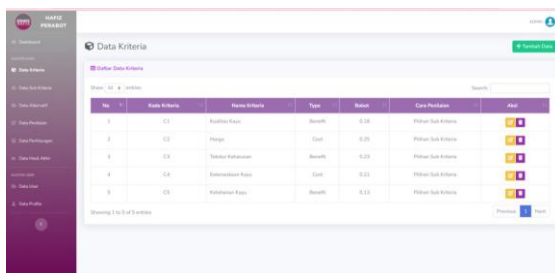 HAFIZ
PERABOT
ADMIN
Dashboard
Data Kriteria
Data Sub Kriteria
Data Alternatif
Data Penilaian
Data Perhitungan
Data Hasil Akhir
MASTER USER
Data User
Data Profile
Data Kriteria
+ Tambah Data
Daftar Data Kriteria
Show 10 entries
Search:
No Kode Kriteria Nama Kriteria Type Bobot Cara Penilaian Aksi
1 C1 Kualitas Kayu Benefit 0.28 Pilihan Sub Kriteria
2 C2 Harga Cost 0.25 Pilihan Sub Kriteria
3 C3 Tekstur Kehalusan Benefit 0.23 Pilihan Sub Kriteria
4 C4 Ketersediaan Kayu Cost 0.11 Pilihan Sub Kriteria
5 C5 Ketahanan Kayu Benefit 0.13 Pilihan Sub Kriteria
Showing 1 to 5 of 5 entries
Previous 1 Next